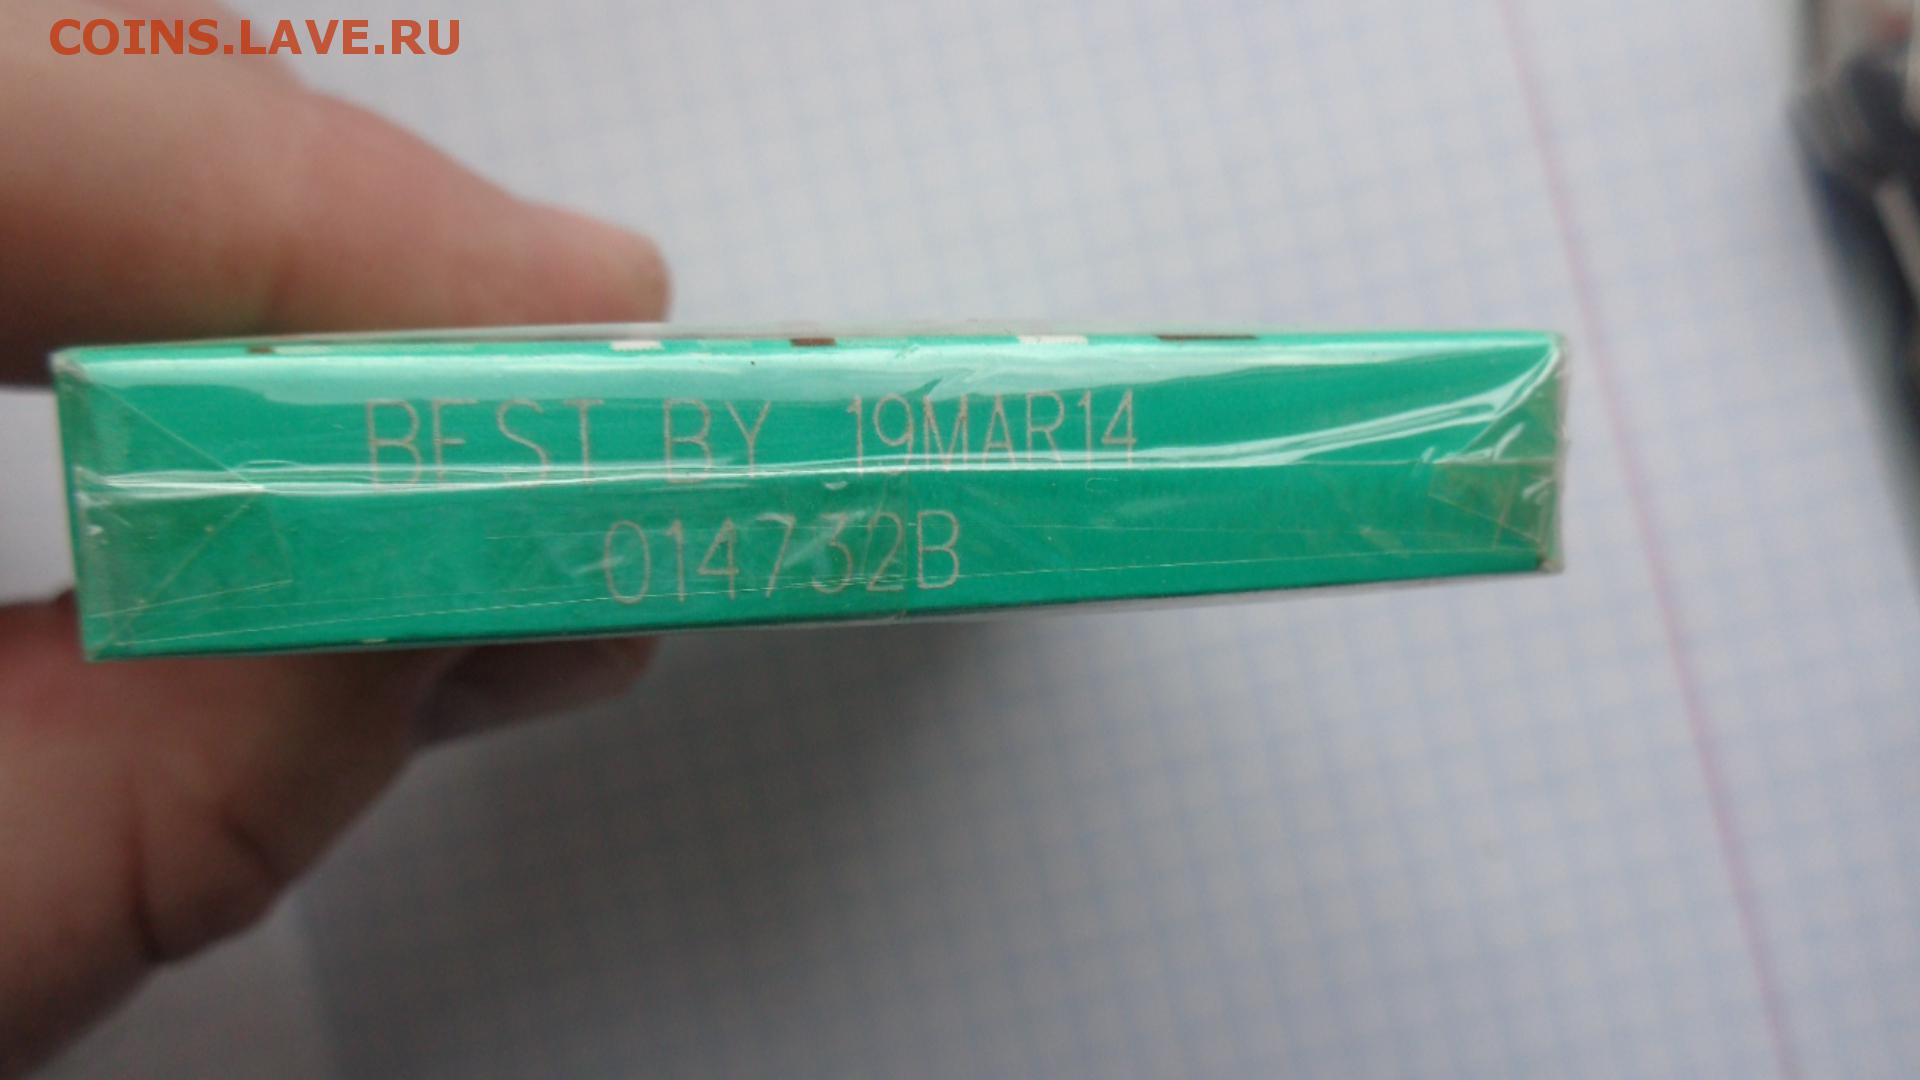 COINS.LAVE.RU
BEST BY 19MAR14
014732B